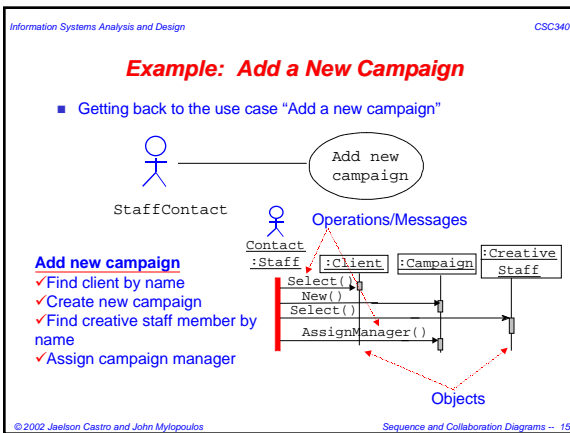 Information Systems Analysis and Design CSC340
Example: Add a New Campaign
Getting back to the use case “Add a new campaign”
Add new
campaign
StaffContact
Operations/Messages
Contact
:Staff
:Client
:Campaign
:Creative
Staff
Add new campaign
✓Find client by name
✓Create new campaign
✓Find creative staff member by
name
✓Assign campaign manager
Select()
New()
Select()
AssignManager()
Objects
© 2002 Jaelson Castro and John Mylopoulos Sequence and Collaboration Diagrams -- 15